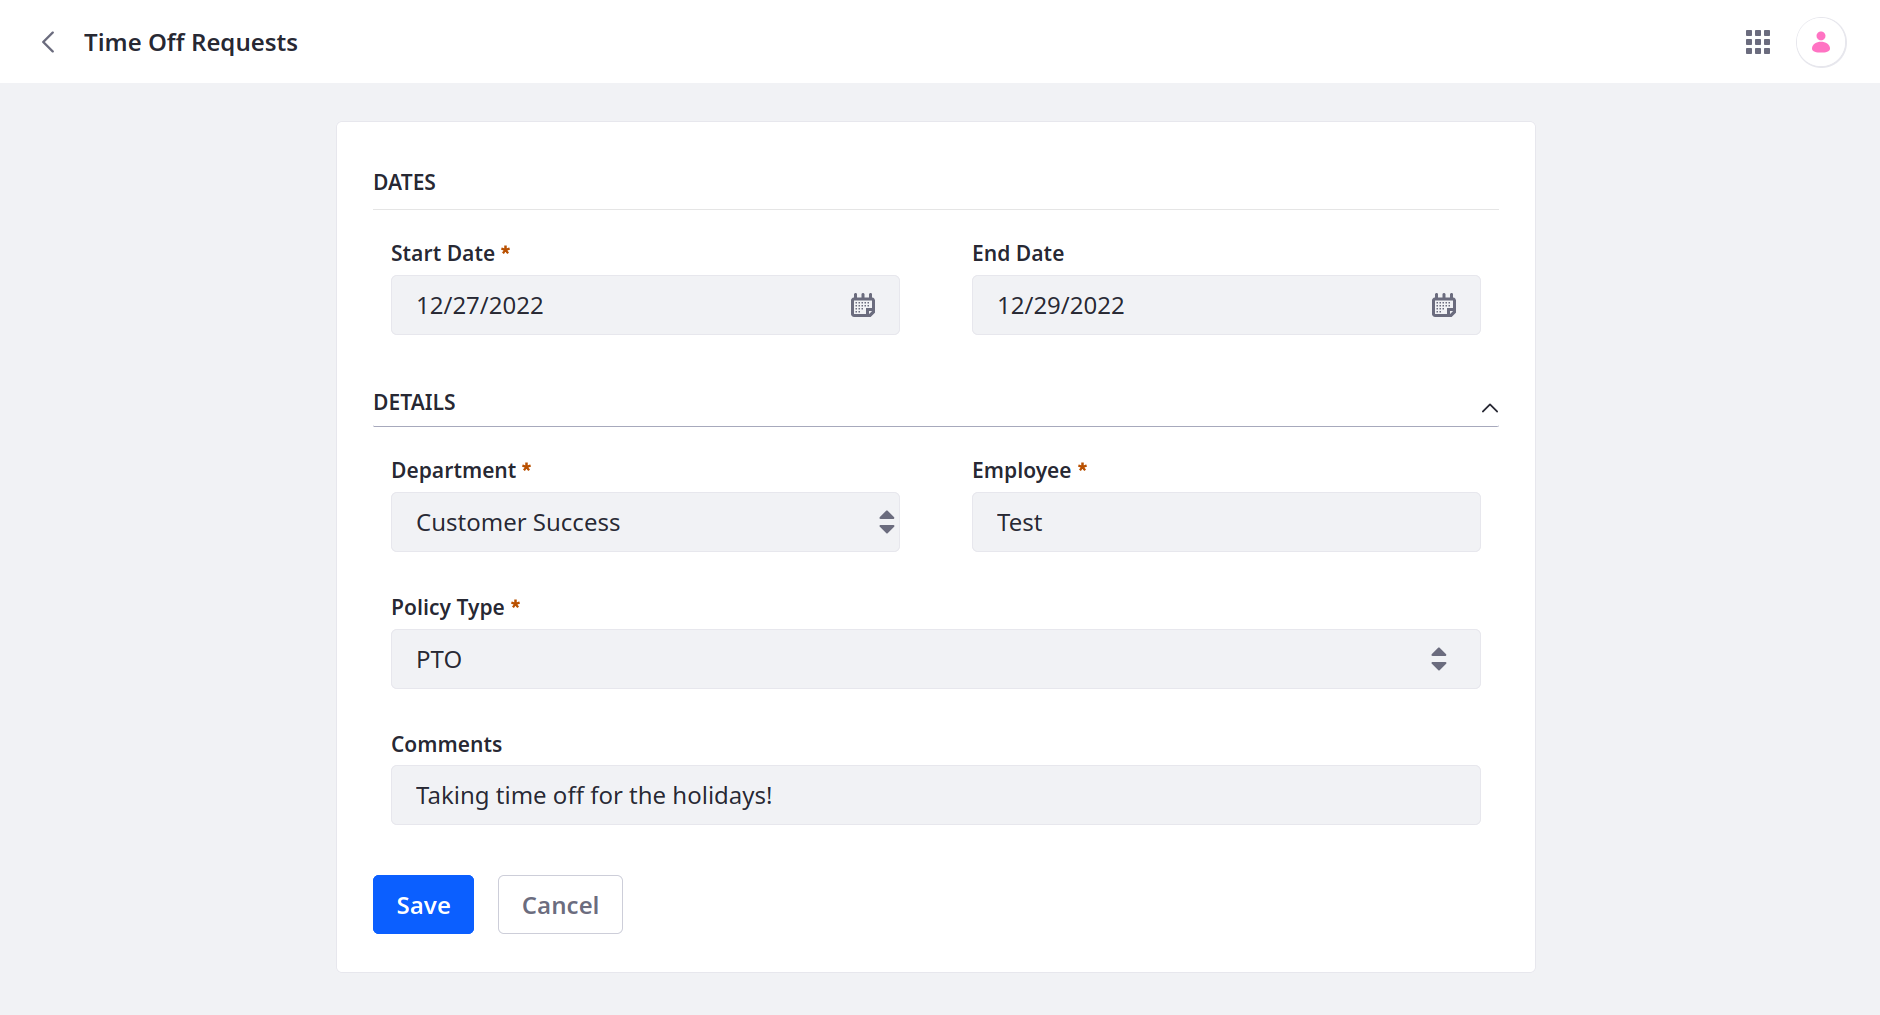 Time Off Requests
DATES
Start Date *
End Date
12/27/2022
12/29/2022
DETAILS
Department *
Employee *
Customer Success
Test
Policy Type *
PTO
Comments
Taking time off for the holidays!
Save
Cancel